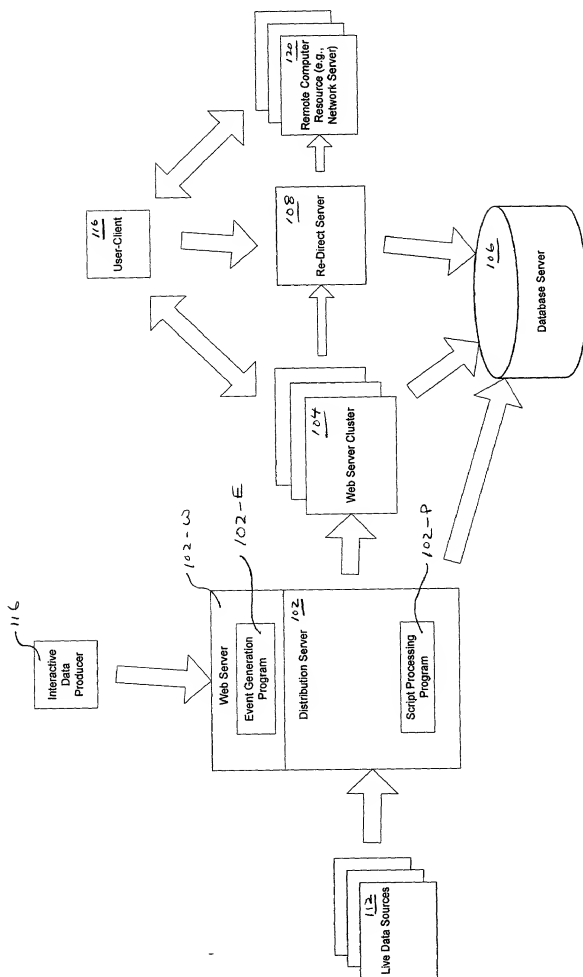 116
Interactive
Data
Producer
102-W
102-E
Web Server
Event Generation
Program
Distribution Server
102
Script Processing
Program
102-P
112
Live Data Sources
104
Web Server Cluster
116
User-Client
108
Re-Direct Server
120
Remote Computer
Resource (e.g.,
Network Server)
106
Database Server